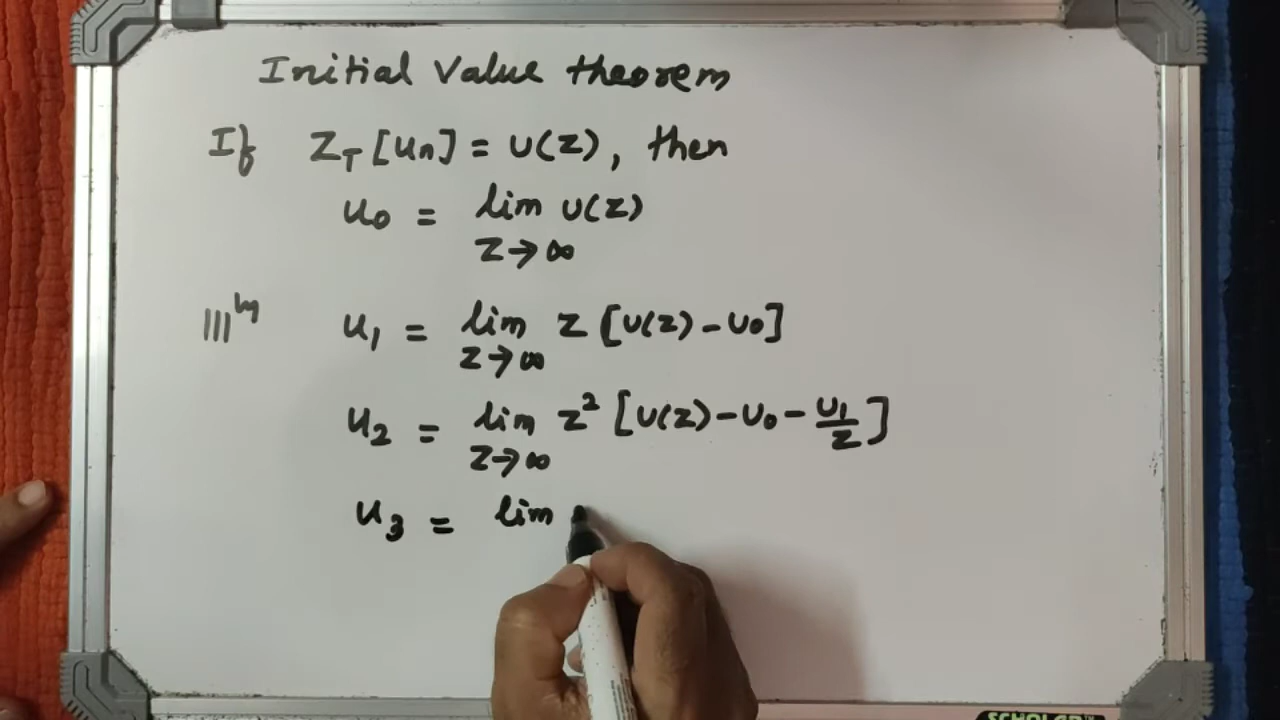 Initial Value theorem
If Z_T[u_n] = U(z), then
u_0 = lim U(z)
z→∞
|||ly u_1 = lim z [U(z) - u_0]
z→∞
u_2 = lim z² [U(z) - u_0 - u_1/z]
z→∞
u_3 = lim